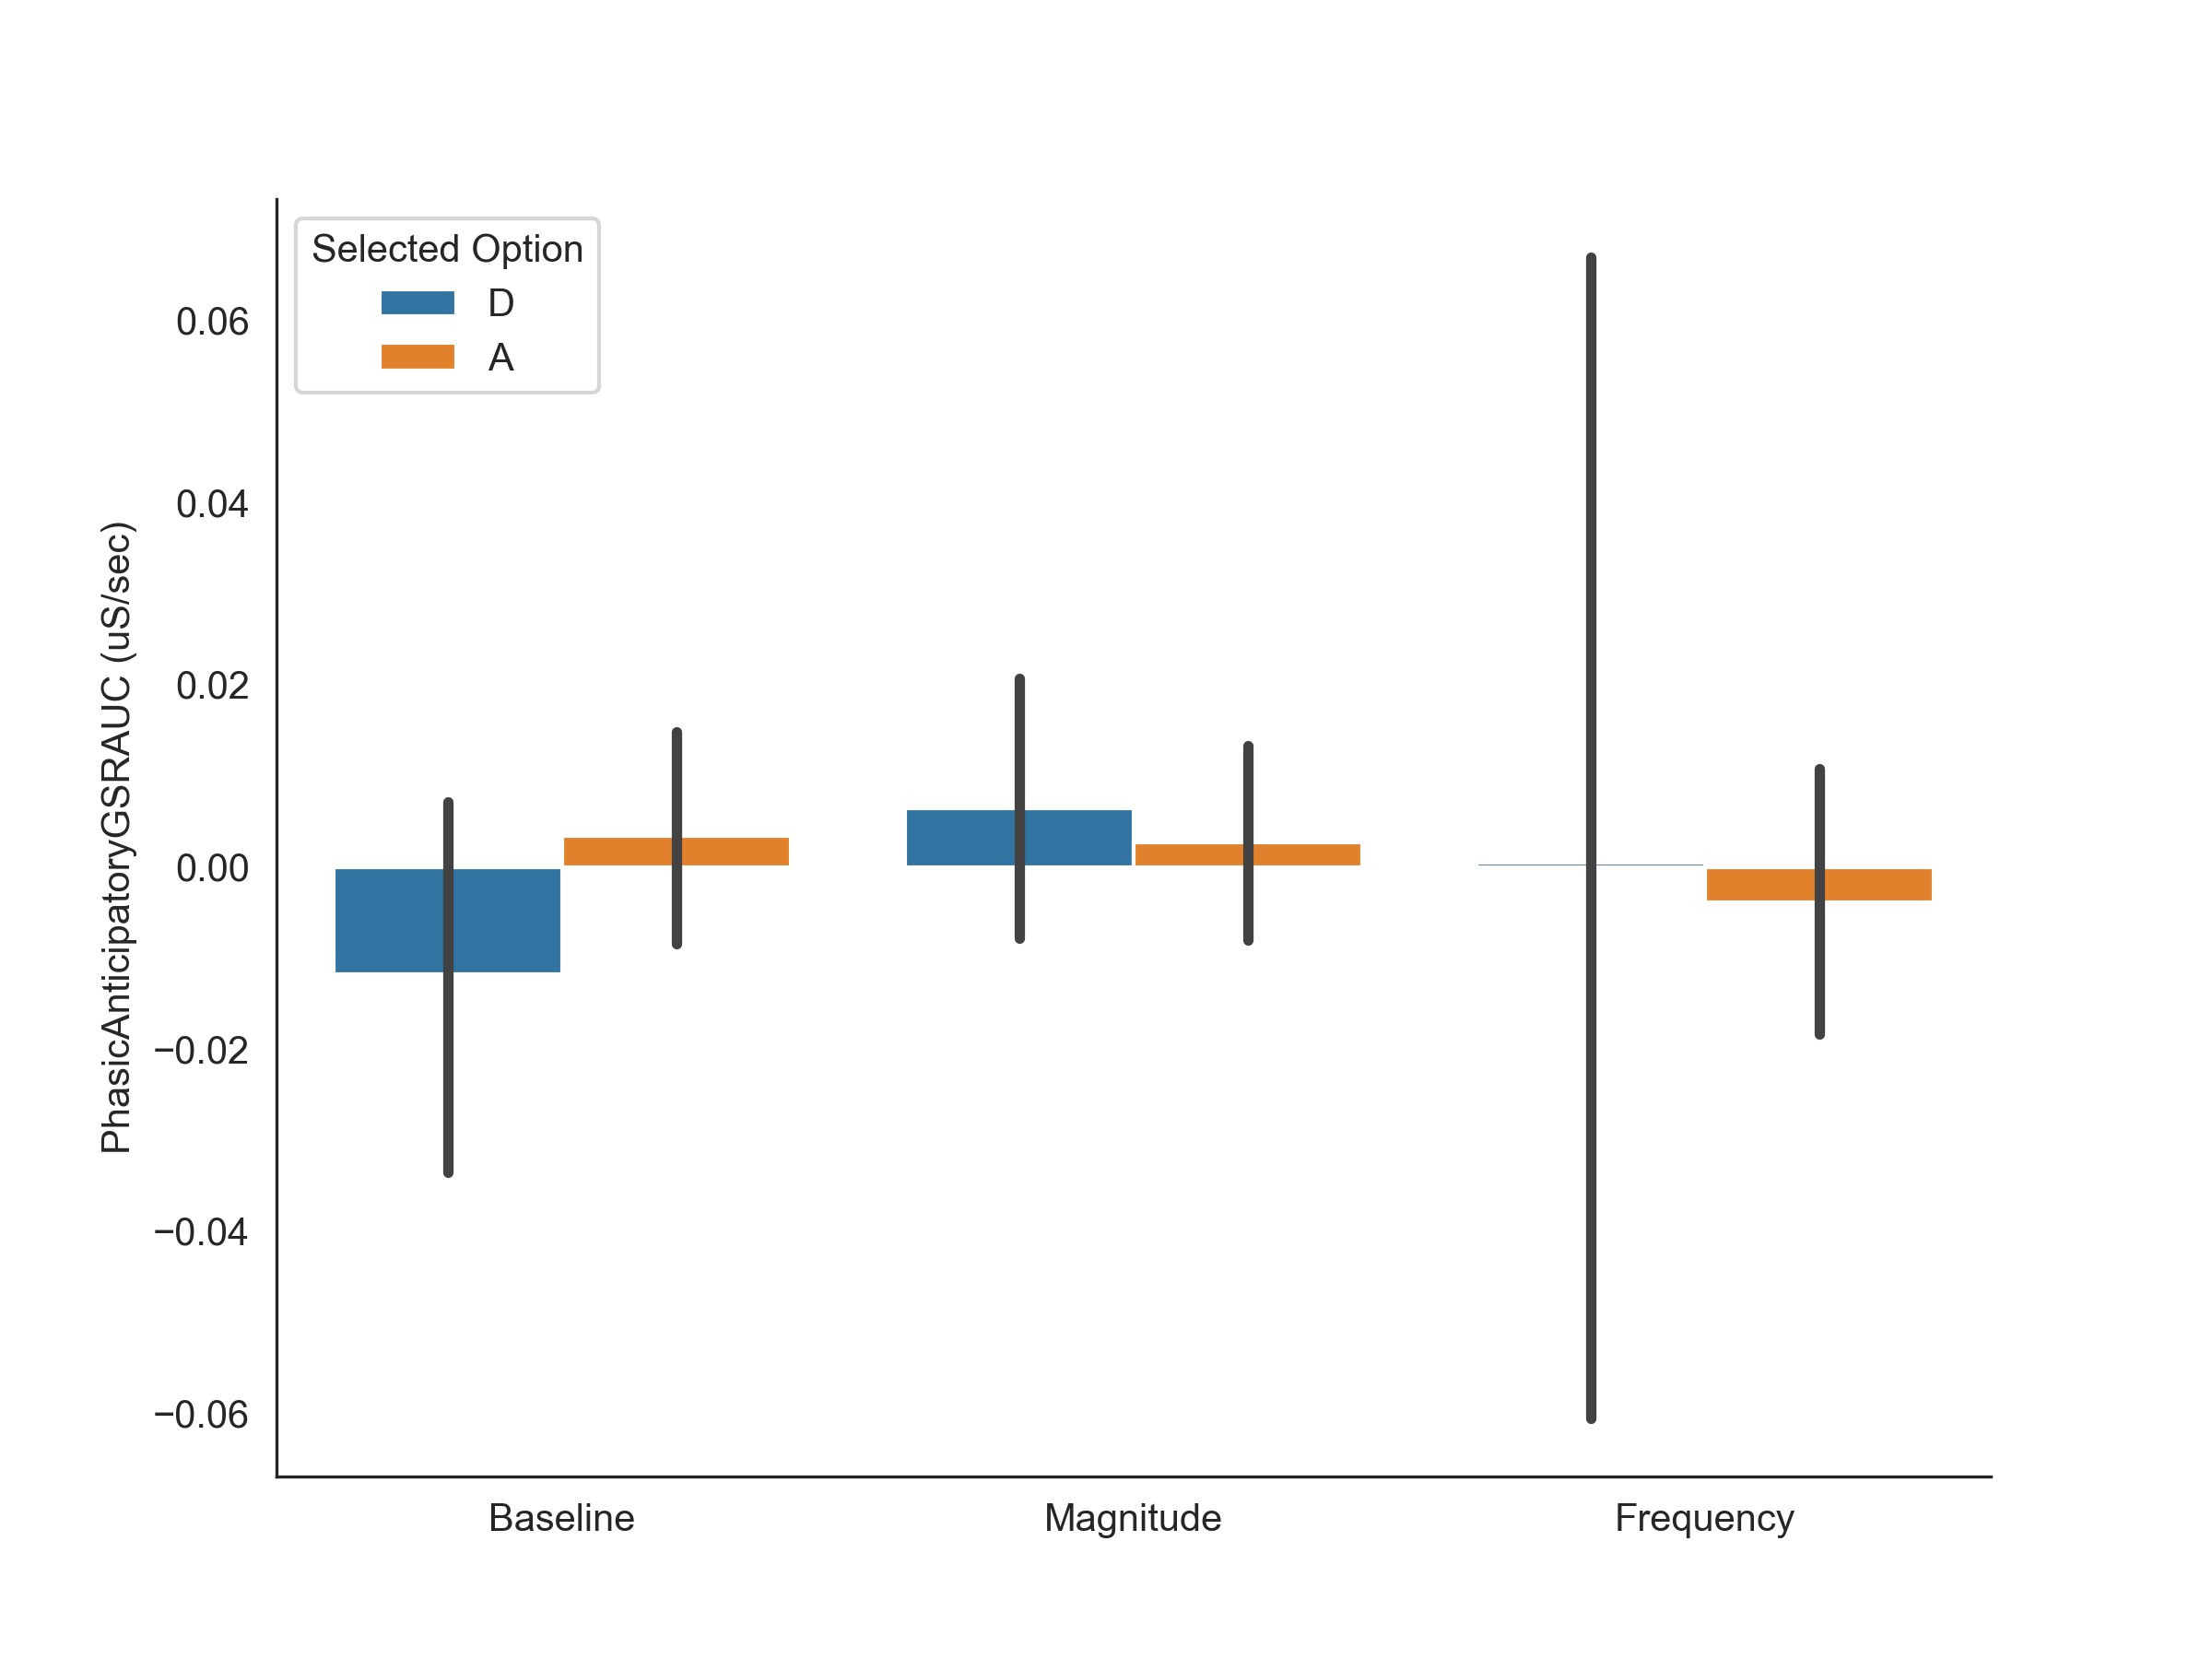 Selected Option
D
A
0.06
0.04
0.02
0.00
−0.02
−0.04
−0.06
PhasicAnticipatoryGSRAUC (uS/sec)
Baseline
Magnitude
Frequency